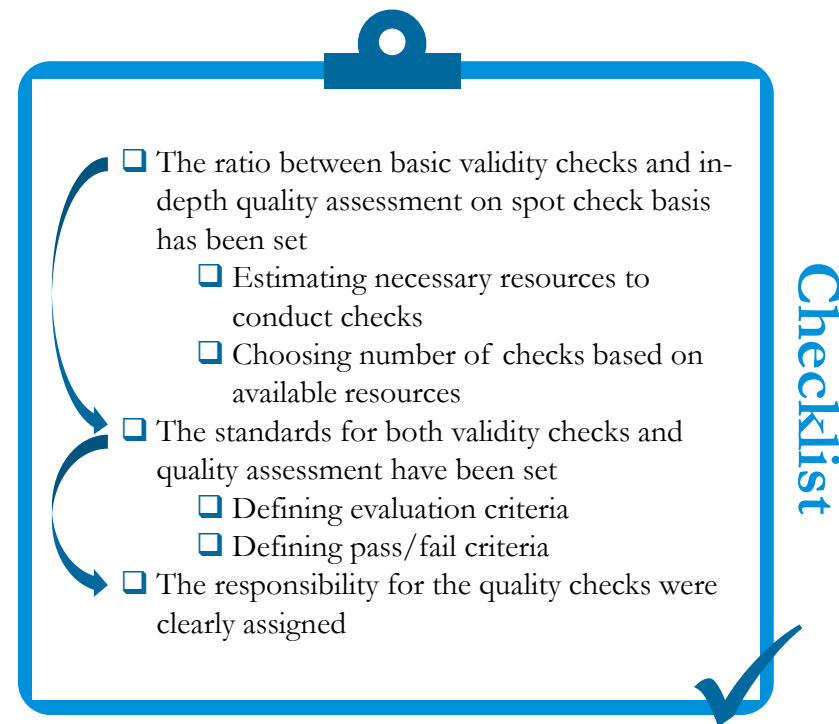 The ratio between basic validity checks and in-
depth quality assessment on spot check basis
has been set
Estimating necessary resources to
conduct checks
Choosing number of checks based on
available resources
The standards for both validity checks and
quality assessment have been set
Defining evaluation criteria
Defining pass/fail criteria
The responsibility for the quality checks were
clearly assigned
Checklist